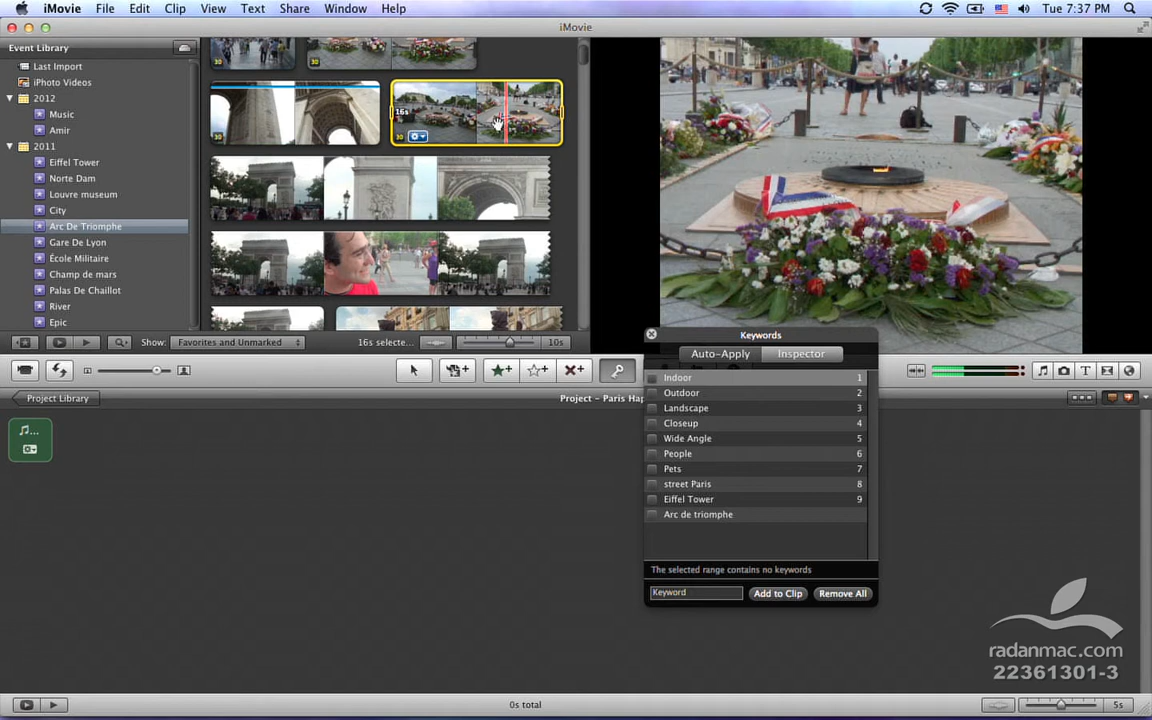 iMovie File Edit Clip View Text Share Window Help Tue 7:37 PM
iMovie
Event Library
Last Import
iPhoto Videos
2012
Music
Amir
2011
Eiffel Tower
Norte Dam
Louvre museum
City
Arc De Triomphe
Gare De Lyon
École Militaire
Champ de mars
Palas De Chaillot
River
Epic
30
30
30
16s
30
Show: Favorites and Unmarked 16s selecte... 10s
Keywords
Auto-Apply Inspector
Indoor 1
Outdoor 2
Landscape 3
Closeup 4
Wide Angle 5
People 6
Pets 7
street Paris 8
Eiffel Tower 9
Arc de triomphe
The selected range contains no keywords
Keyword Add to Clip Remove All
Project Library
Project - Paris Hap
...
radanmac.com
22361301-3
0s total
5s